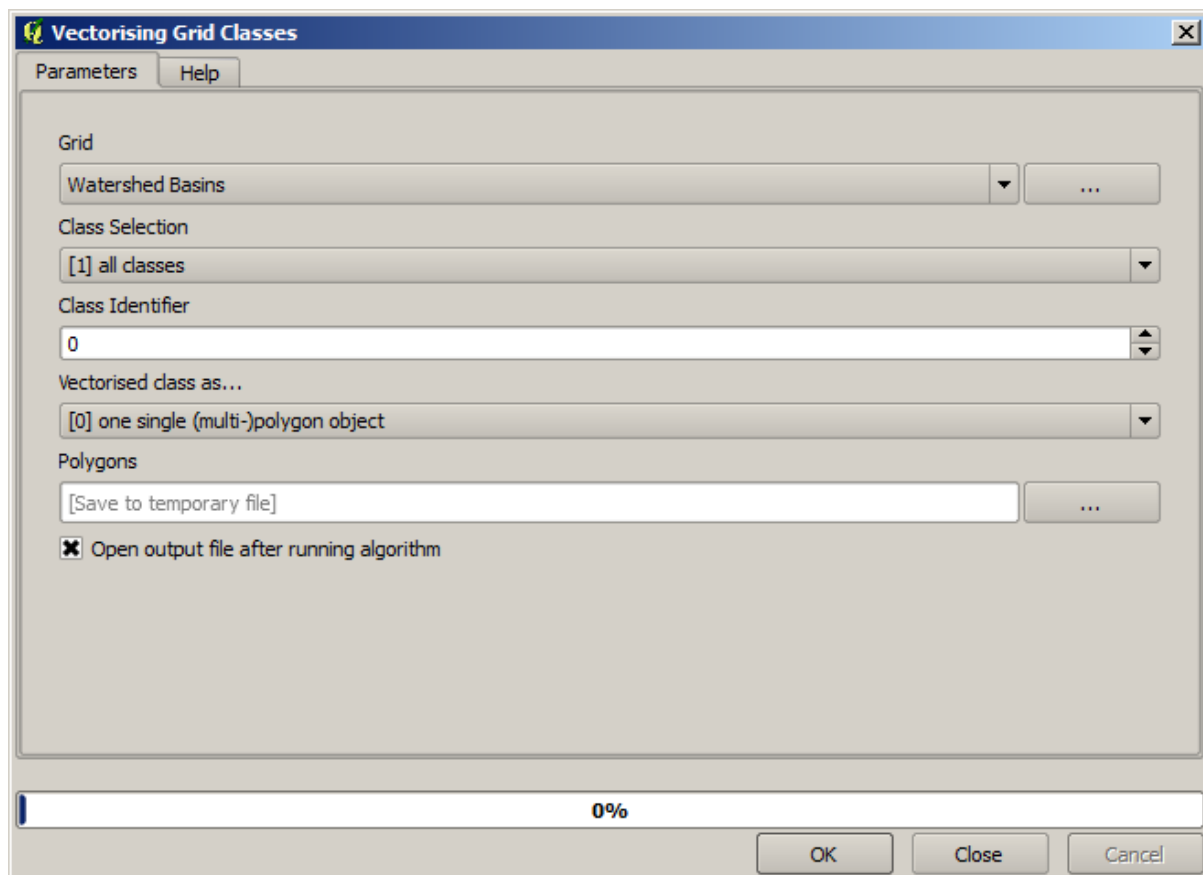 Vectorising Grid Classes
Parameters Help
Grid
Watershed Basins ...
Class Selection
[1] all classes
Class Identifier
0
Vectorised class as...
[0] one single (multi-)polygon object
Polygons
[Save to temporary file] ...
Open output file after running algorithm
0%
OK Close Cancel